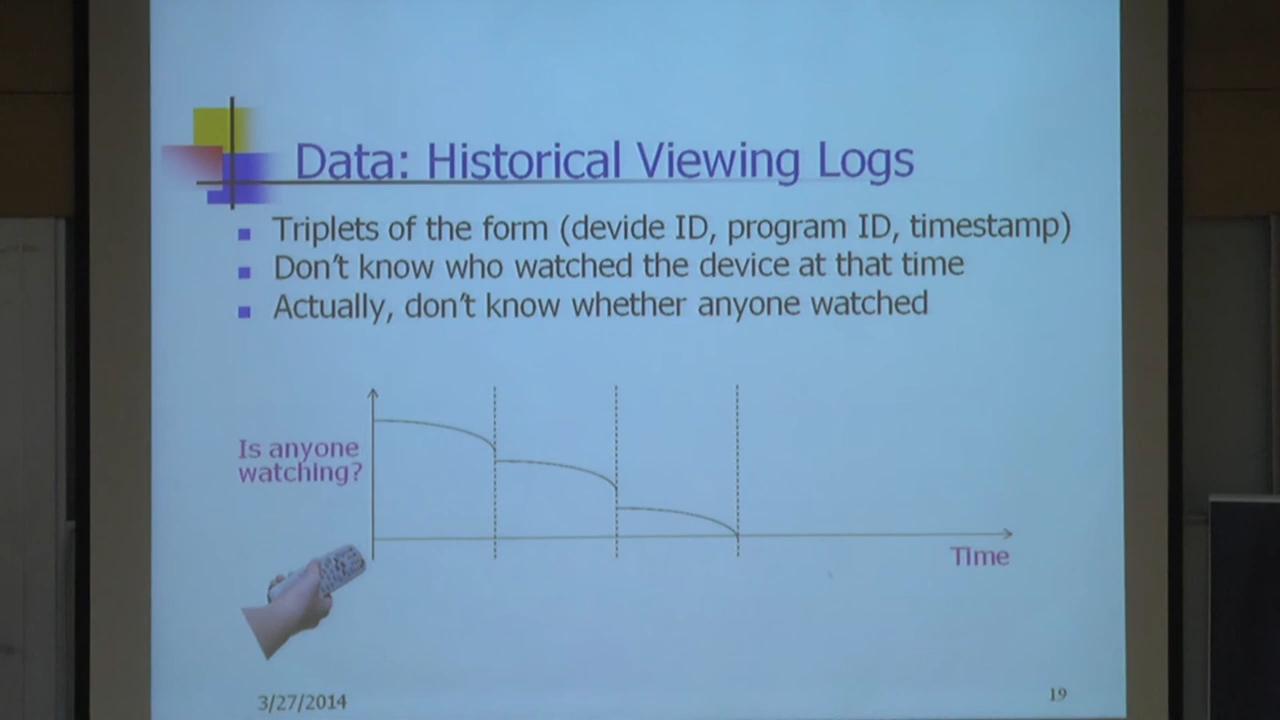 Data: Historical Viewing Logs
Triplets of the form (devide ID, program ID, timestamp)
Don't know who watched the device at that time
Actually, don't know whether anyone watched
Is anyone
watching?
Time
3/27/2014
19